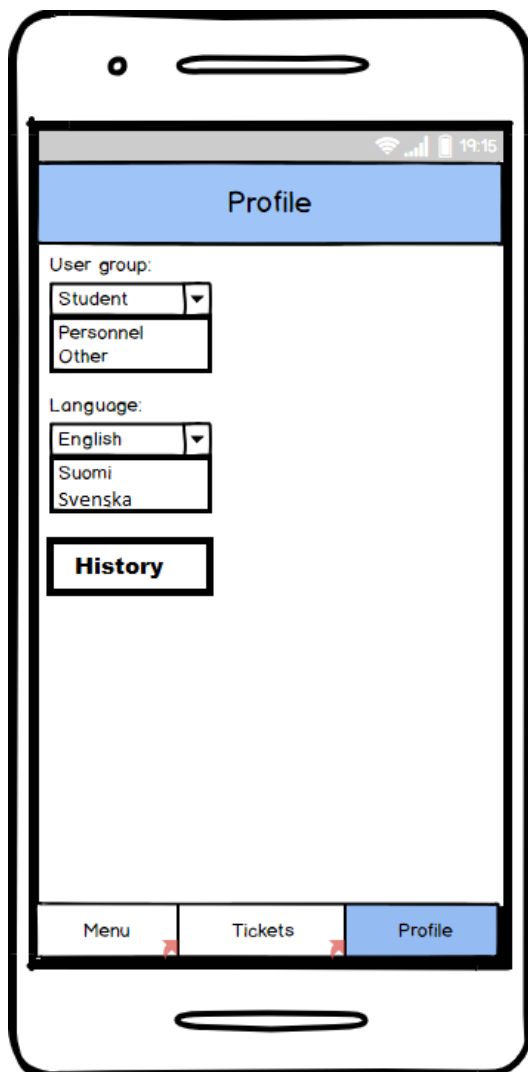 19:15
Profile
User group:
Student
Personnel
Other
Language:
English
Suomi
Svenska
History
Menu Tickets Profile